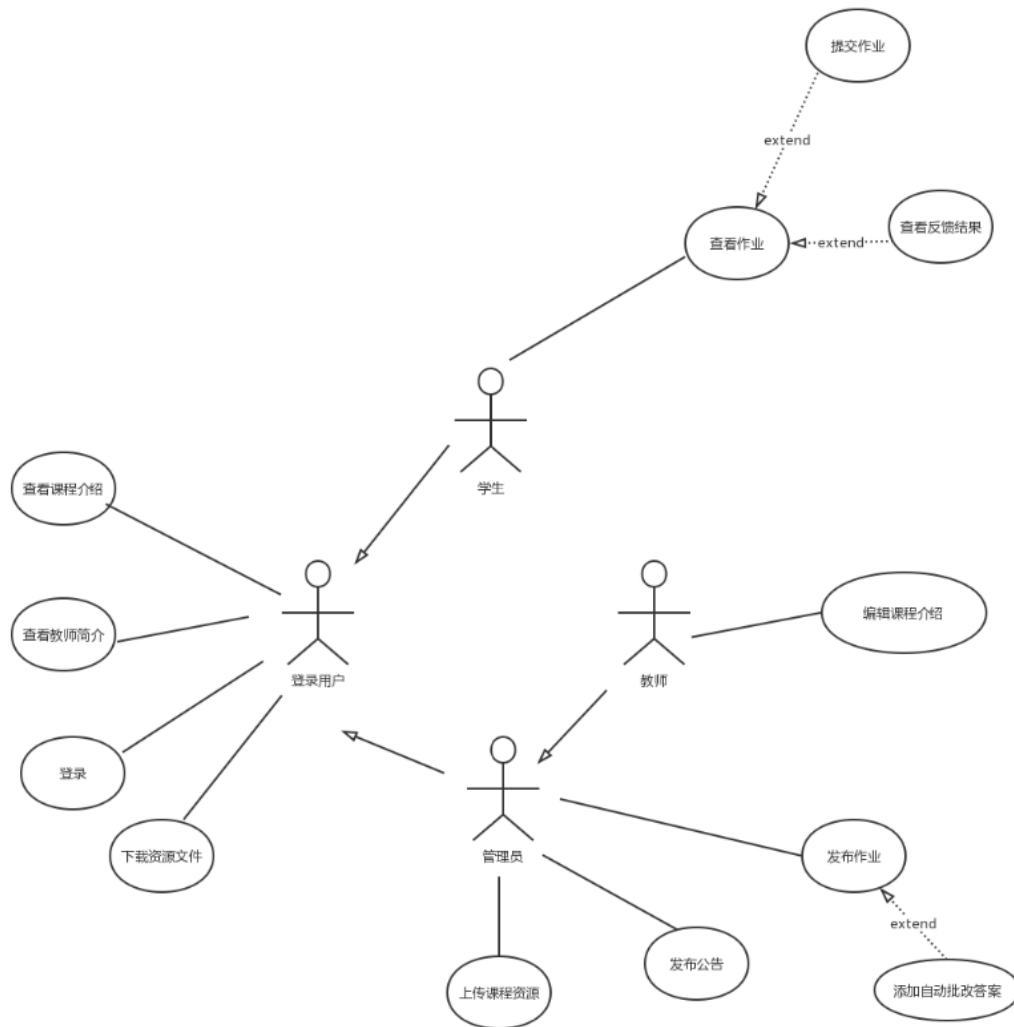 提交作业
extend
查看作业
extend
查看反馈结果
学生
查看课程介绍
查看教师简介
登录用户
教师
编辑课程介绍
登录
下载资源文件
管理员
发布作业
extend
上传课程资源
发布公告
添加自动批改答案